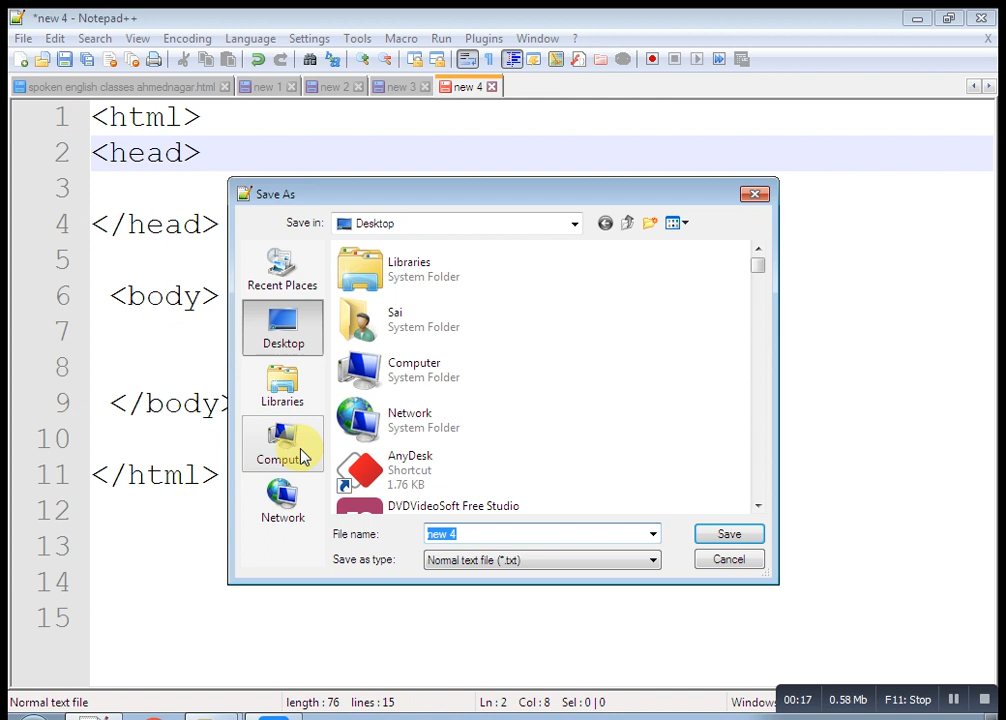 *new 4 - Notepad++
File Edit Search View Encoding Language Settings Tools Macro Run Plugins Window ? X
spoken english classes ahmednagar.html new 1 new 2 new 3 new 4
1 <html>
2 <head>
3
4 </head>
5
6 <body>
7
8
9 </body>
10
11 </html>
12
13
14
15
Save As
Save in: Desktop
Recent Places
Desktop
Libraries
Computer
Network
Libraries
System Folder
Sai
System Folder
Computer
System Folder
Network
System Folder
AnyDesk
Shortcut
1.76 KB
DVDVideoSoft Free Studio
File name: new 4 Save
Save as type: Normal text file (*.txt) Cancel
Normal text file length : 76 lines : 15 Ln : 2 Col : 8 Sel : 0 | 0 Windows
00:17 0.58 Mb F11: Stop